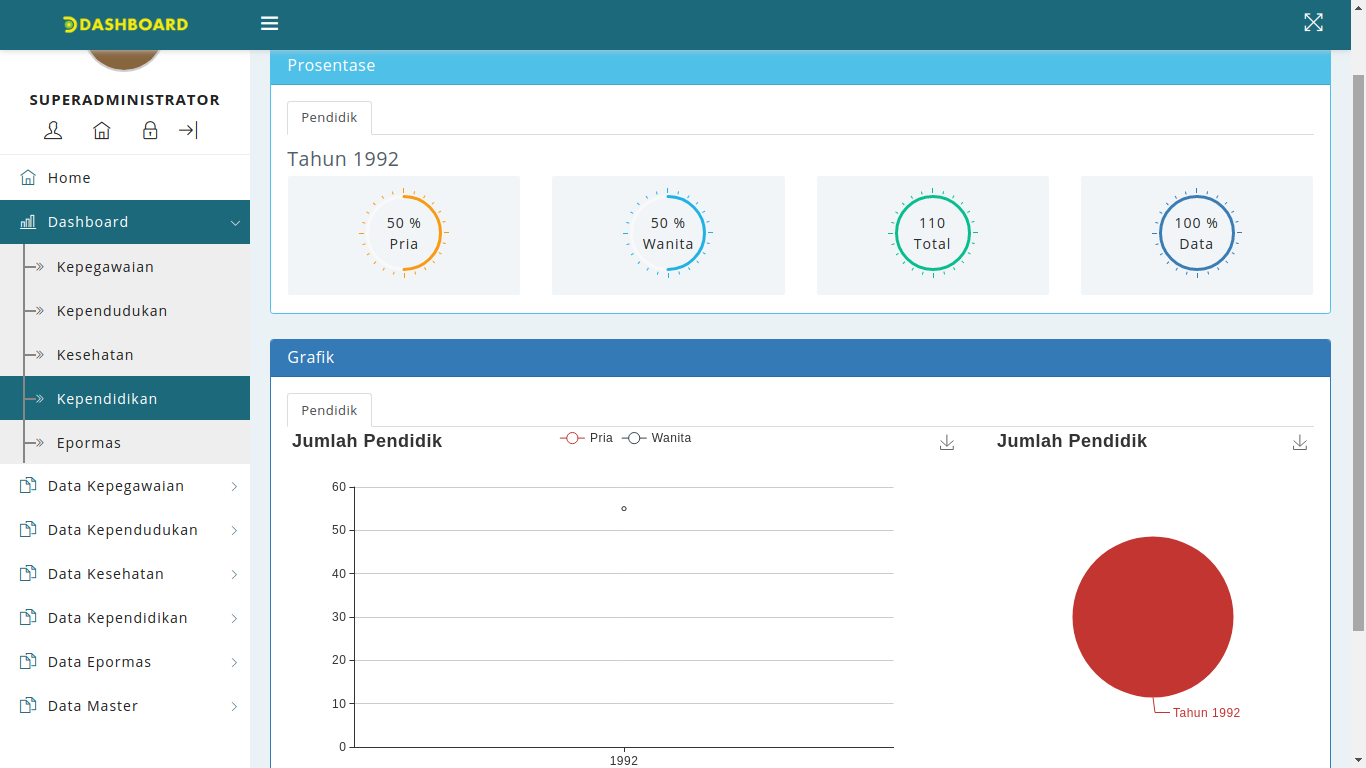 DASHBOARD
SUPERADMINISTRATOR
Home
Dashboard
Kepegawaian
Kependudukan
Kesehatan
Kependidikan
Epormas
Data Kepegawaian
Data Kependudukan
Data Kesehatan
Data Kependidikan
Data Epormas
Data Master
Prosentase
Pendidik
Tahun 1992
50 %
Pria
50 %
Wanita
110
Total
100 %
Data
Grafik
Pendidik
Jumlah Pendidik
Pria Wanita
60
50
40
30
20
10
0
1992
Jumlah Pendidik
Tahun 1992